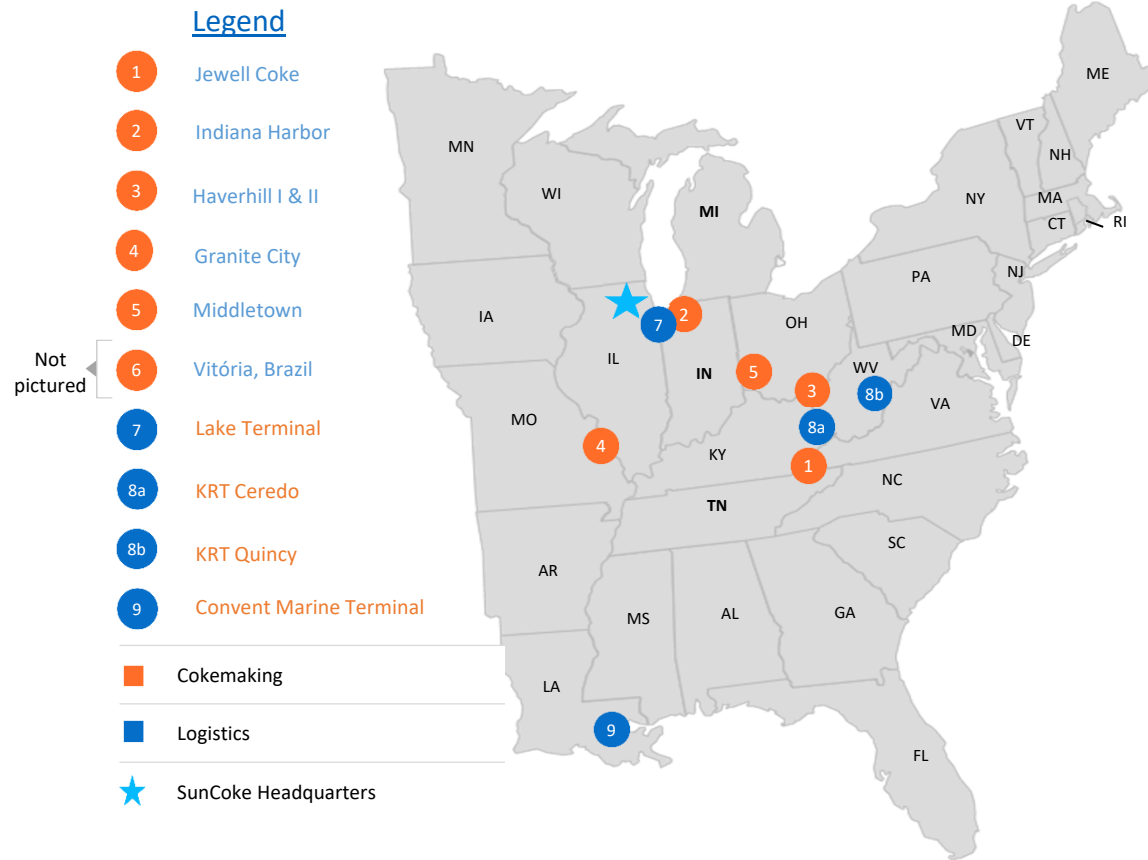 Legend
1 Jewell Coke
2 Indiana Harbor
3 Haverhill I & II
4 Granite City
5 Middletown
Not
pictured
6 Vitória, Brazil
7 Lake Terminal
8a KRT Ceredo
8b KRT Quincy
9 Convent Marine Terminal
Cokemaking
Logistics
SunCoke Headquarters
ME
VT
NH
MN
WI
MI
NY
MA
CT
RI
PA
NJ
IA
7
2
OH
MD
DE
IL
IN
5
3
WV
8b
VA
MO
4
8a
KY
1
NC
TN
SC
AR
MS
AL
GA
LA
9
FL